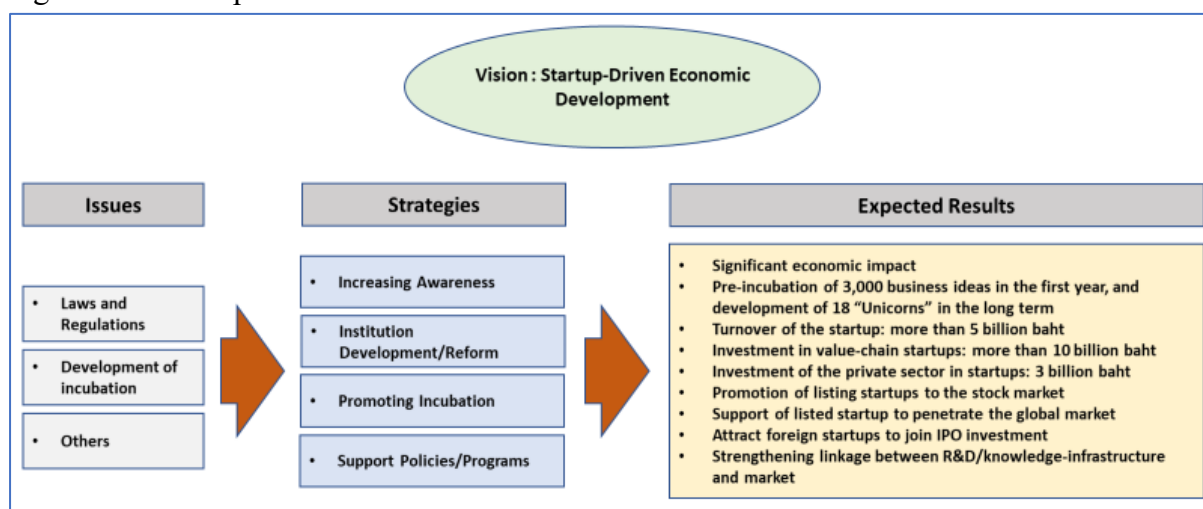 Vision : Startup-Driven Economic
Development
Issues
Strategies
Expected Results
• Laws and
Regulations
• Development of
incubation
• Others
• Increasing Awareness
• Institution
Development/Reform
• Promoting Incubation
• Support Policies/Programs
• Significant economic impact
• Pre-incubation of 3,000 business ideas in the first year, and
development of 18 “Unicorns” in the long term
• Turnover of the startup: more than 5 billion baht
• Investment in value-chain startups: more than 10 billion baht
• Investment of the private sector in startups: 3 billion baht
• Promotion of listing startups to the stock market
• Support of listed startup to penetrate the global market
• Attract foreign startups to join IPO investment
• Strengthening linkage between R&D/knowledge-infrastructure
and market